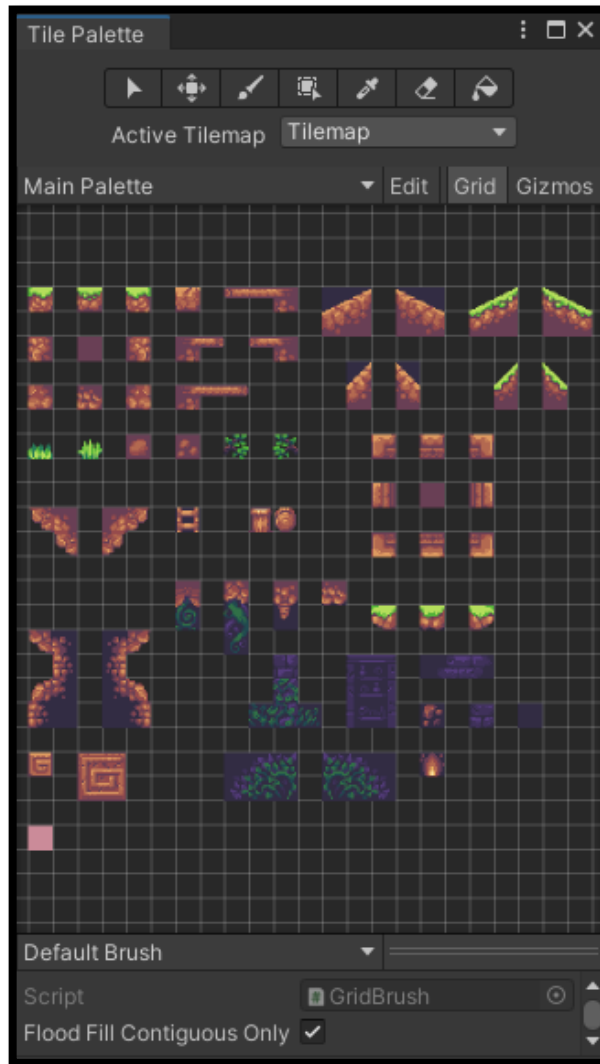 Tile Palette
Active Tilemap Tilemap
Main Palette Edit Grid Gizmos
Default Brush
Script GridBrush
Flood Fill Contiguous Only